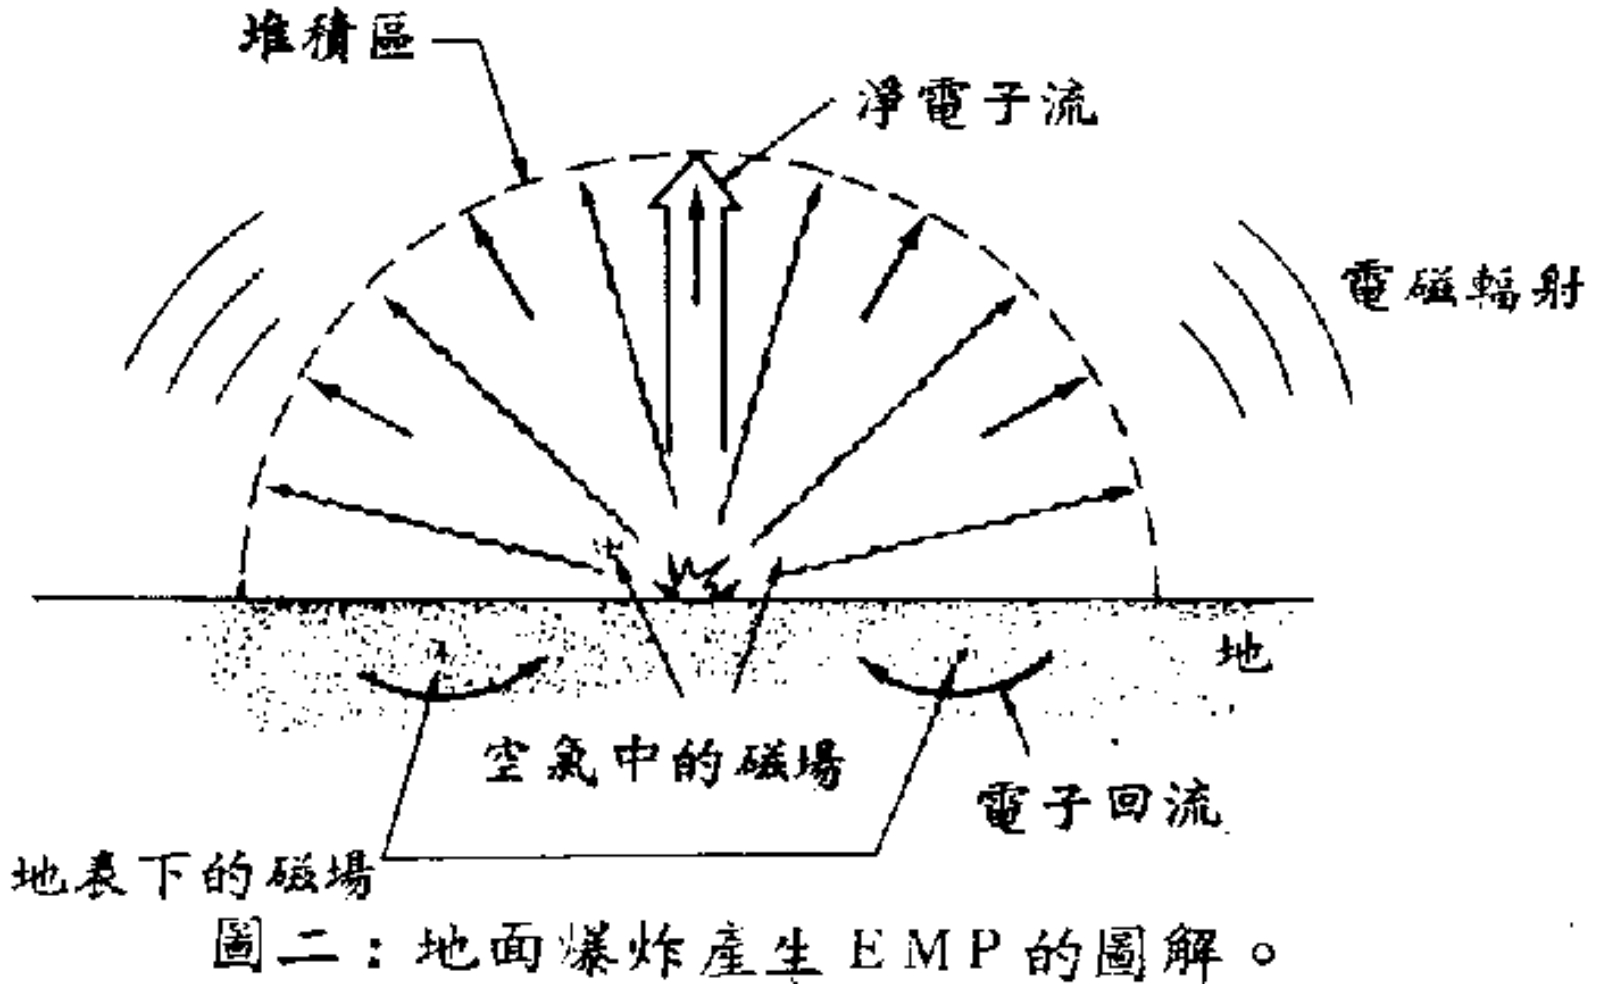 堆積區
淨電子流
電磁輻射
地
空氣中的磁場
電子回流
地表下的磁場
圖二：地面爆炸產生EMP的圖解。